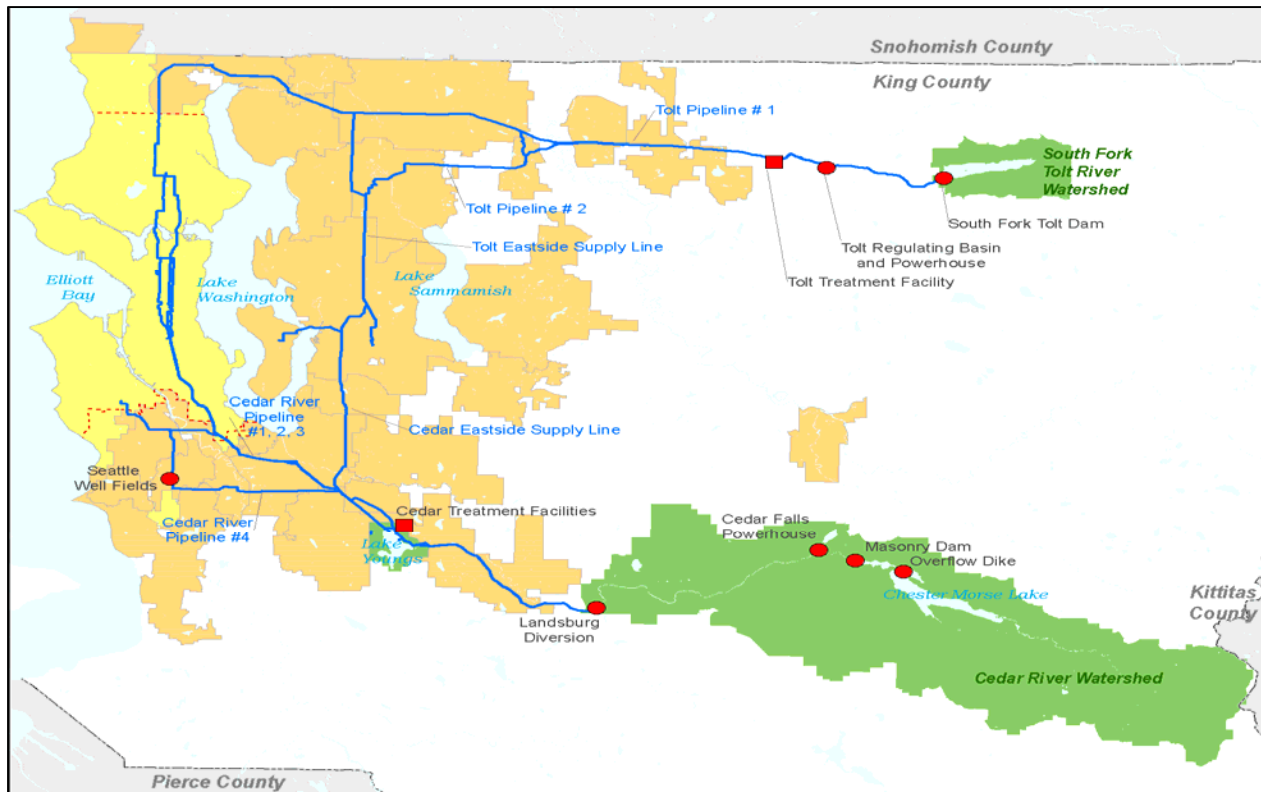 Snohomish County
King County
Tolt Pipeline # 1
South Fork
Tolt River
Watershed
Tolt Pipeline # 2
South Fork Tolt Dam
Tolt Eastside Supply Line
Tolt Regulating Basin
and Powerhouse
Tolt Treatment Facility
Elliott
Bay
Lake
Washington
Lake
Sammamish
Cedar River
Pipeline
#1, 2, 3
Cedar Eastside Supply Line
Seattle
Well Fields
Cedar River
Pipeline #4
Cedar Treatment Facilities
Lake
Youngs
Cedar Falls
Powerhouse
Masonry Dam
Overflow Dike
Chester Morse Lake
Kittitas
County
Landsburg
Diversion
Cedar River Watershed
Pierce County